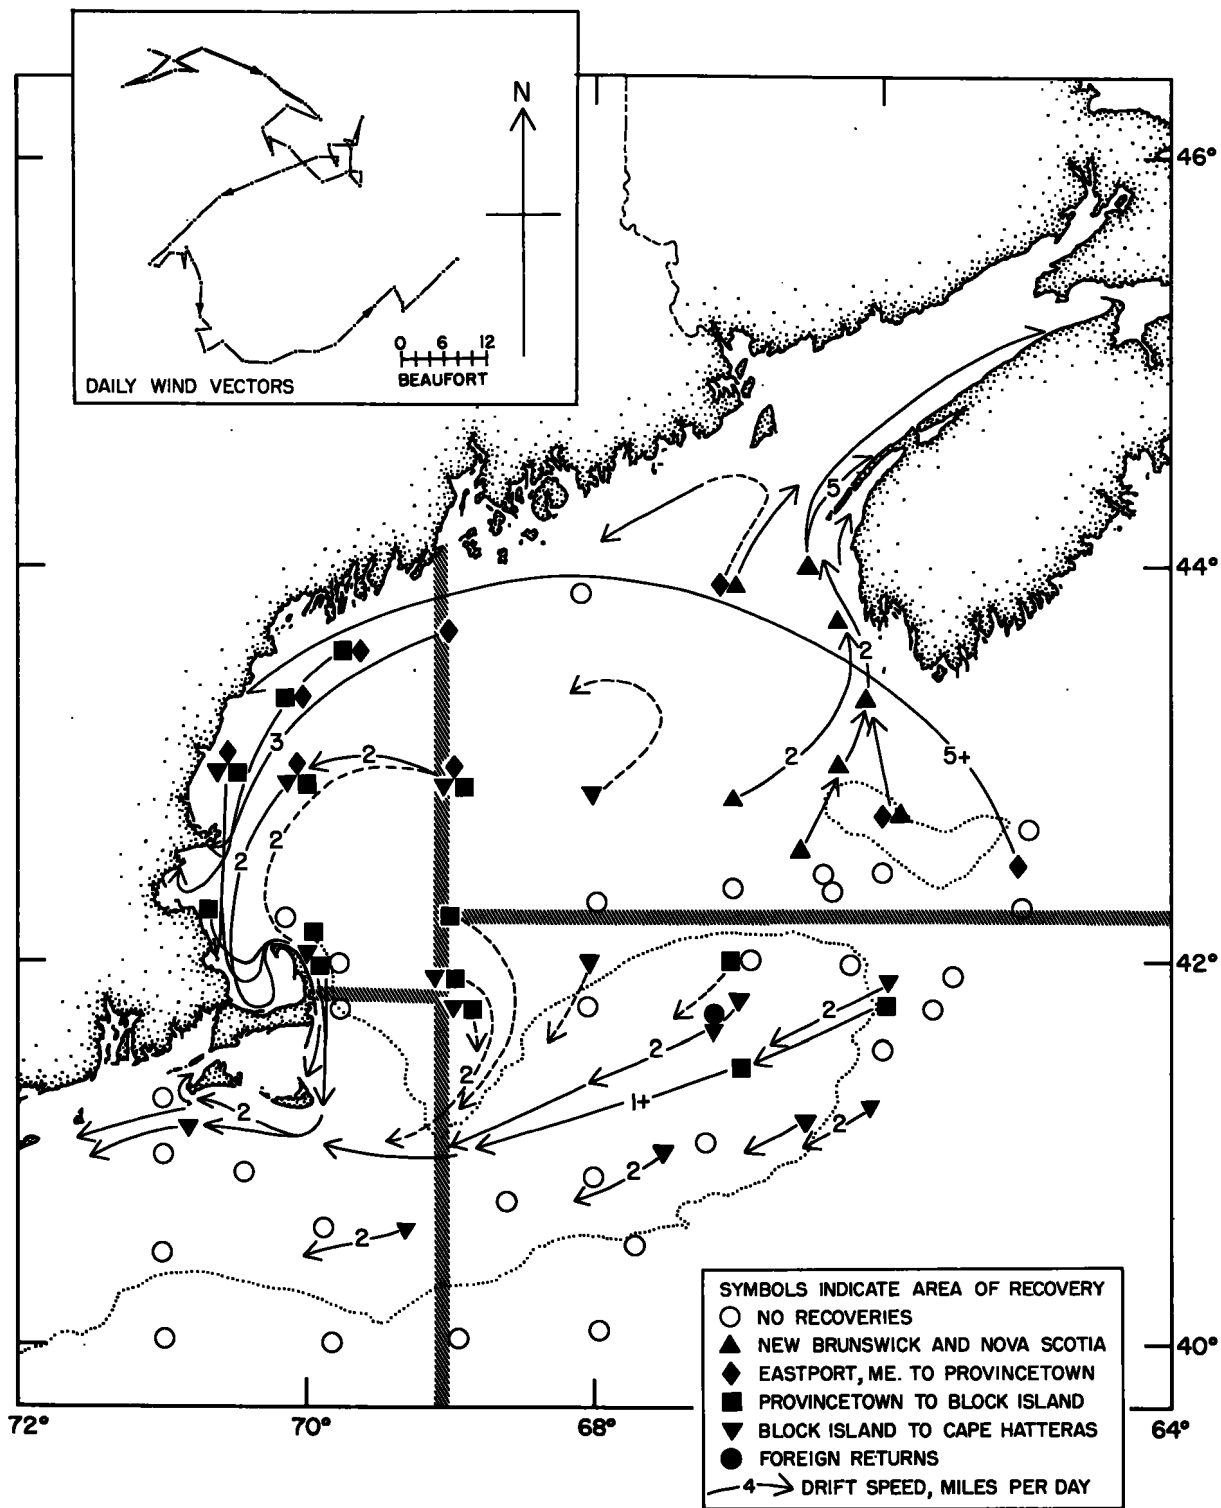 N
0 6 12
BEAUFORT
DAILY WIND VECTORS
46°
5
44°
2
3
2
2
5+
2
2
42°
2
2
2
1+
2
2
2
2
SYMBOLS INDICATE AREA OF RECOVERY
NO RECOVERIES
NEW BRUNSWICK AND NOVA SCOTIA
EASTPORT, ME. TO PROVINCETOWN
PROVINCETOWN TO BLOCK ISLAND
BLOCK ISLAND TO CAPE HATTERAS
FOREIGN RETURNS
4 DRIFT SPEED, MILES PER DAY
40°
72° 70° 68° 64°